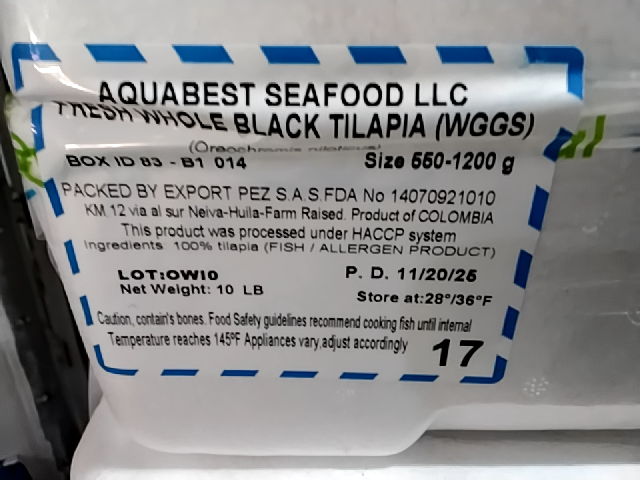 AQUABEST SEAFOOD LLC
FRESH WHOLE BLACK TILAPIA (WGGS)
(Oreochromis niloticus)
BOX ID 83 - B1 014 Size 550-1200 g
PACKED BY EXPORT PEZ S.A.S.FDA No 14070921010
KM 12 via al sur Neiva-Huila-Farm Raised. Product of COLOMBIA
This product was processed under HACCP system
Ingredients 100% tilapia (FISH / ALLERGEN PRODUCT)
LOT:OW10 P. D. 11/20/25
Net Weight: 10 LB Store at:28°/36°F
Caution, contain's bones. Food Safety guidelines recommend cooking fish until internal
Temperature reaches 145°F Appliances vary,adjust accordingly
17